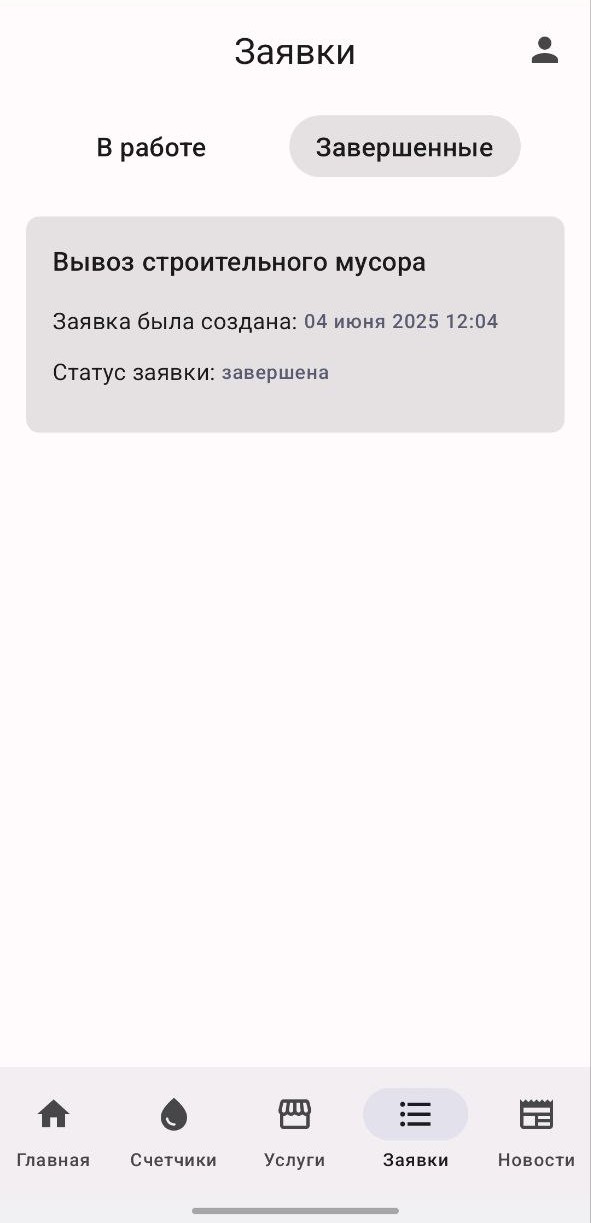 Заявки
В работе
Завершенные
Вывоз строительного мусора
Заявка была создана: 04 июня 2025 12:04
Статус заявки: завершена
Главная
Счетчики
Услуги
Заявки
Новости